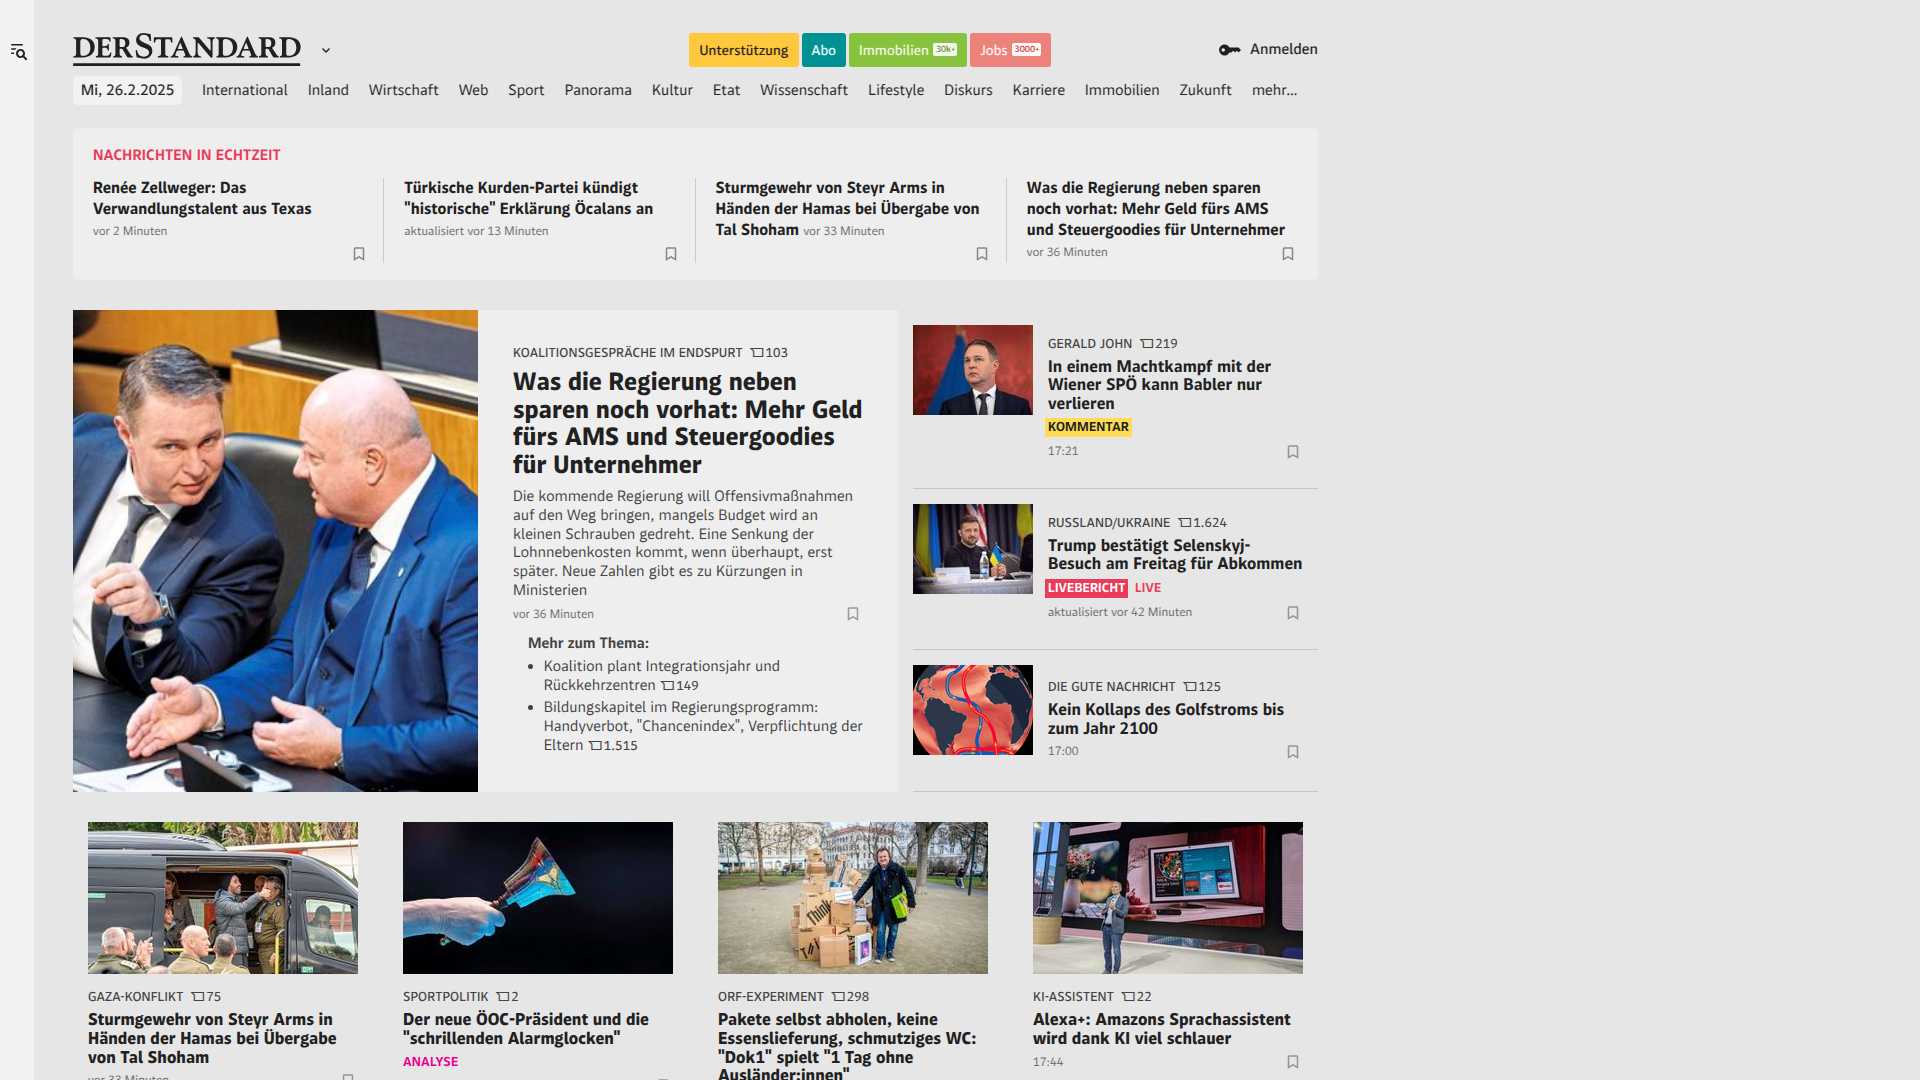 DERSTANDARD
Unterstützung
Abo
Immobilien 30k+
Jobs 3000+
Anmelden
Mi, 26.2.2025
International
Inland
Wirtschaft
Web
Sport
Panorama
Kultur
Etat
Wissenschaft
Lifestyle
Diskurs
Karriere
Immobilien
Zukunft
mehr...
NACHRICHTEN IN ECHTZEIT
Renée Zellweger: Das
Verwandlungstalent aus Texas
vor 2 Minuten
Türkische Kurden-Partei kündigt
"historische" Erklärung Öcalans an
aktualisiert vor 13 Minuten
Sturmgewehr von Steyr Arms in
Händen der Hamas bei Übergabe von
Tal Shoham vor 33 Minuten
Was die Regierung neben sparen
noch vorhat: Mehr Geld fürs AMS
und Steuergoodies für Unternehmer
vor 36 Minuten
KOALITIONSGESPRÄCHE IM ENDSPURT 103
Was die Regierung neben
sparen noch vorhat: Mehr Geld
fürs AMS und Steuergoodies
für Unternehmer
Die kommende Regierung will Offensivmaßnahmen
auf den Weg bringen, mangels Budget wird an
kleinen Schrauben gedreht. Eine Senkung der
Lohnnebenkosten kommt, wenn überhaupt, erst
später. Neue Zahlen gibt es zu Kürzungen in
Ministerien
vor 36 Minuten
Mehr zum Thema:
• Koalition plant Integrationsjahr und
Rückkehrzentren 149
• Bildungskapitel im Regierungsprogramm:
Handyverbot, "Chancenindex", Verpflichtung der
Eltern 1.515
GERALD JOHN 219
In einem Machtkampf mit der
Wiener SPÖ kann Babler nur
verlieren
KOMMENTAR
17:21
RUSSLAND/UKRAINE 1.624
Trump bestätigt Selenskyj-
Besuch am Freitag für Abkommen
LIVEBERICHT LIVE
aktualisiert vor 42 Minuten
DIE GUTE NACHRICHT 125
Kein Kollaps des Golfstroms bis
zum Jahr 2100
17:00
GAZA-KONFLIKT 75
Sturmgewehr von Steyr Arms in
Händen der Hamas bei Übergabe
von Tal Shoham
vor 33 Minuten
SPORTPOLITIK 2
Der neue ÖOC-Präsident und die
"schrillenden Alarmglocken"
ANALYSE
Think
ORF-EXPERIMENT 298
Pakete selbst abholen, keine
Essenslieferung, schmutziges WC:
"Dok1" spielt "1 Tag ohne
Ausländer:innen"
KI-ASSISTENT 22
Alexa+: Amazons Sprachassistent
wird dank KI viel schlauer
17:44